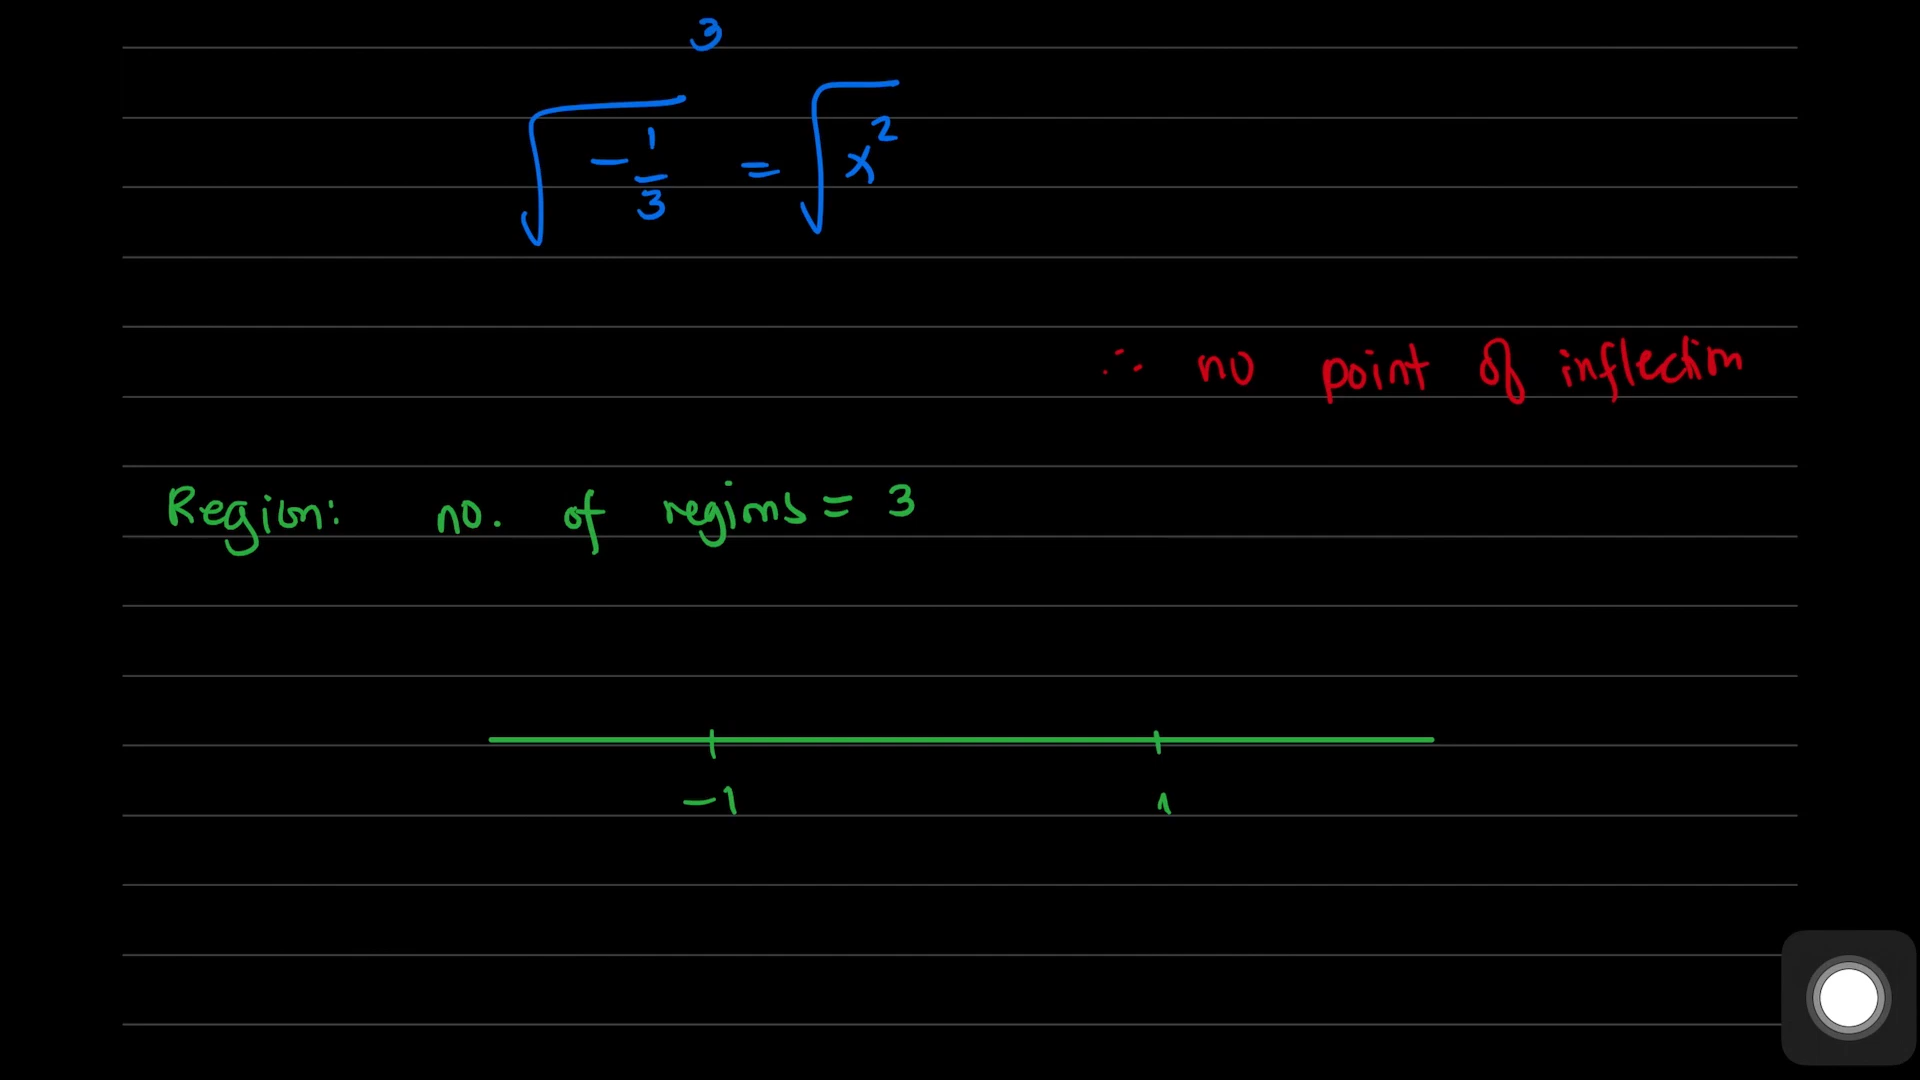 3
√-1/3 = √x²
∴ no point of inflection
Region: no. of regions = 3
-1 1